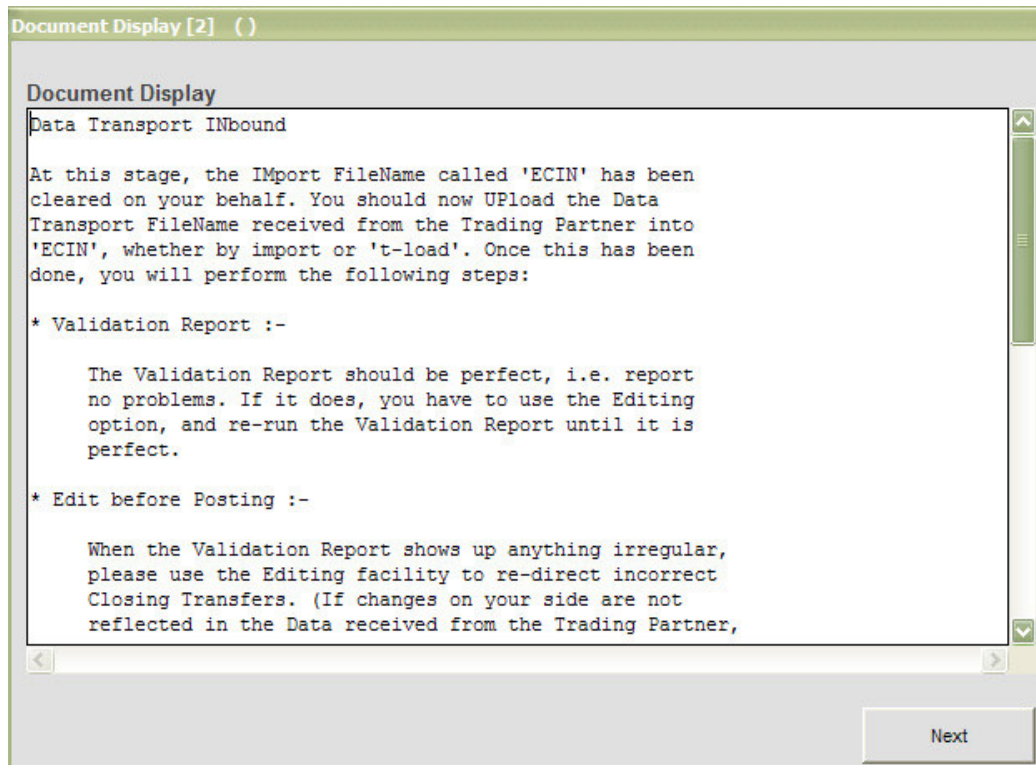 Document Display [2] ( )
Document Display
Data Transport INbound
At this stage, the IMport FileName called 'ECIN' has been
cleared on your behalf. You should now UPload the Data
Transport FileName received from the Trading Partner into
'ECIN', whether by import or 't-load'. Once this has been
done, you will perform the following steps:
* Validation Report :-
The Validation Report should be perfect, i.e. report
no problems. If it does, you have to use the Editing
option, and re-run the Validation Report until it is
perfect.
* Edit before Posting :-
When the Validation Report shows up anything irregular,
please use the Editing facility to re-direct incorrect
Closing Transfers. (If changes on your side are not
reflected in the Data received from the Trading Partner,
Next